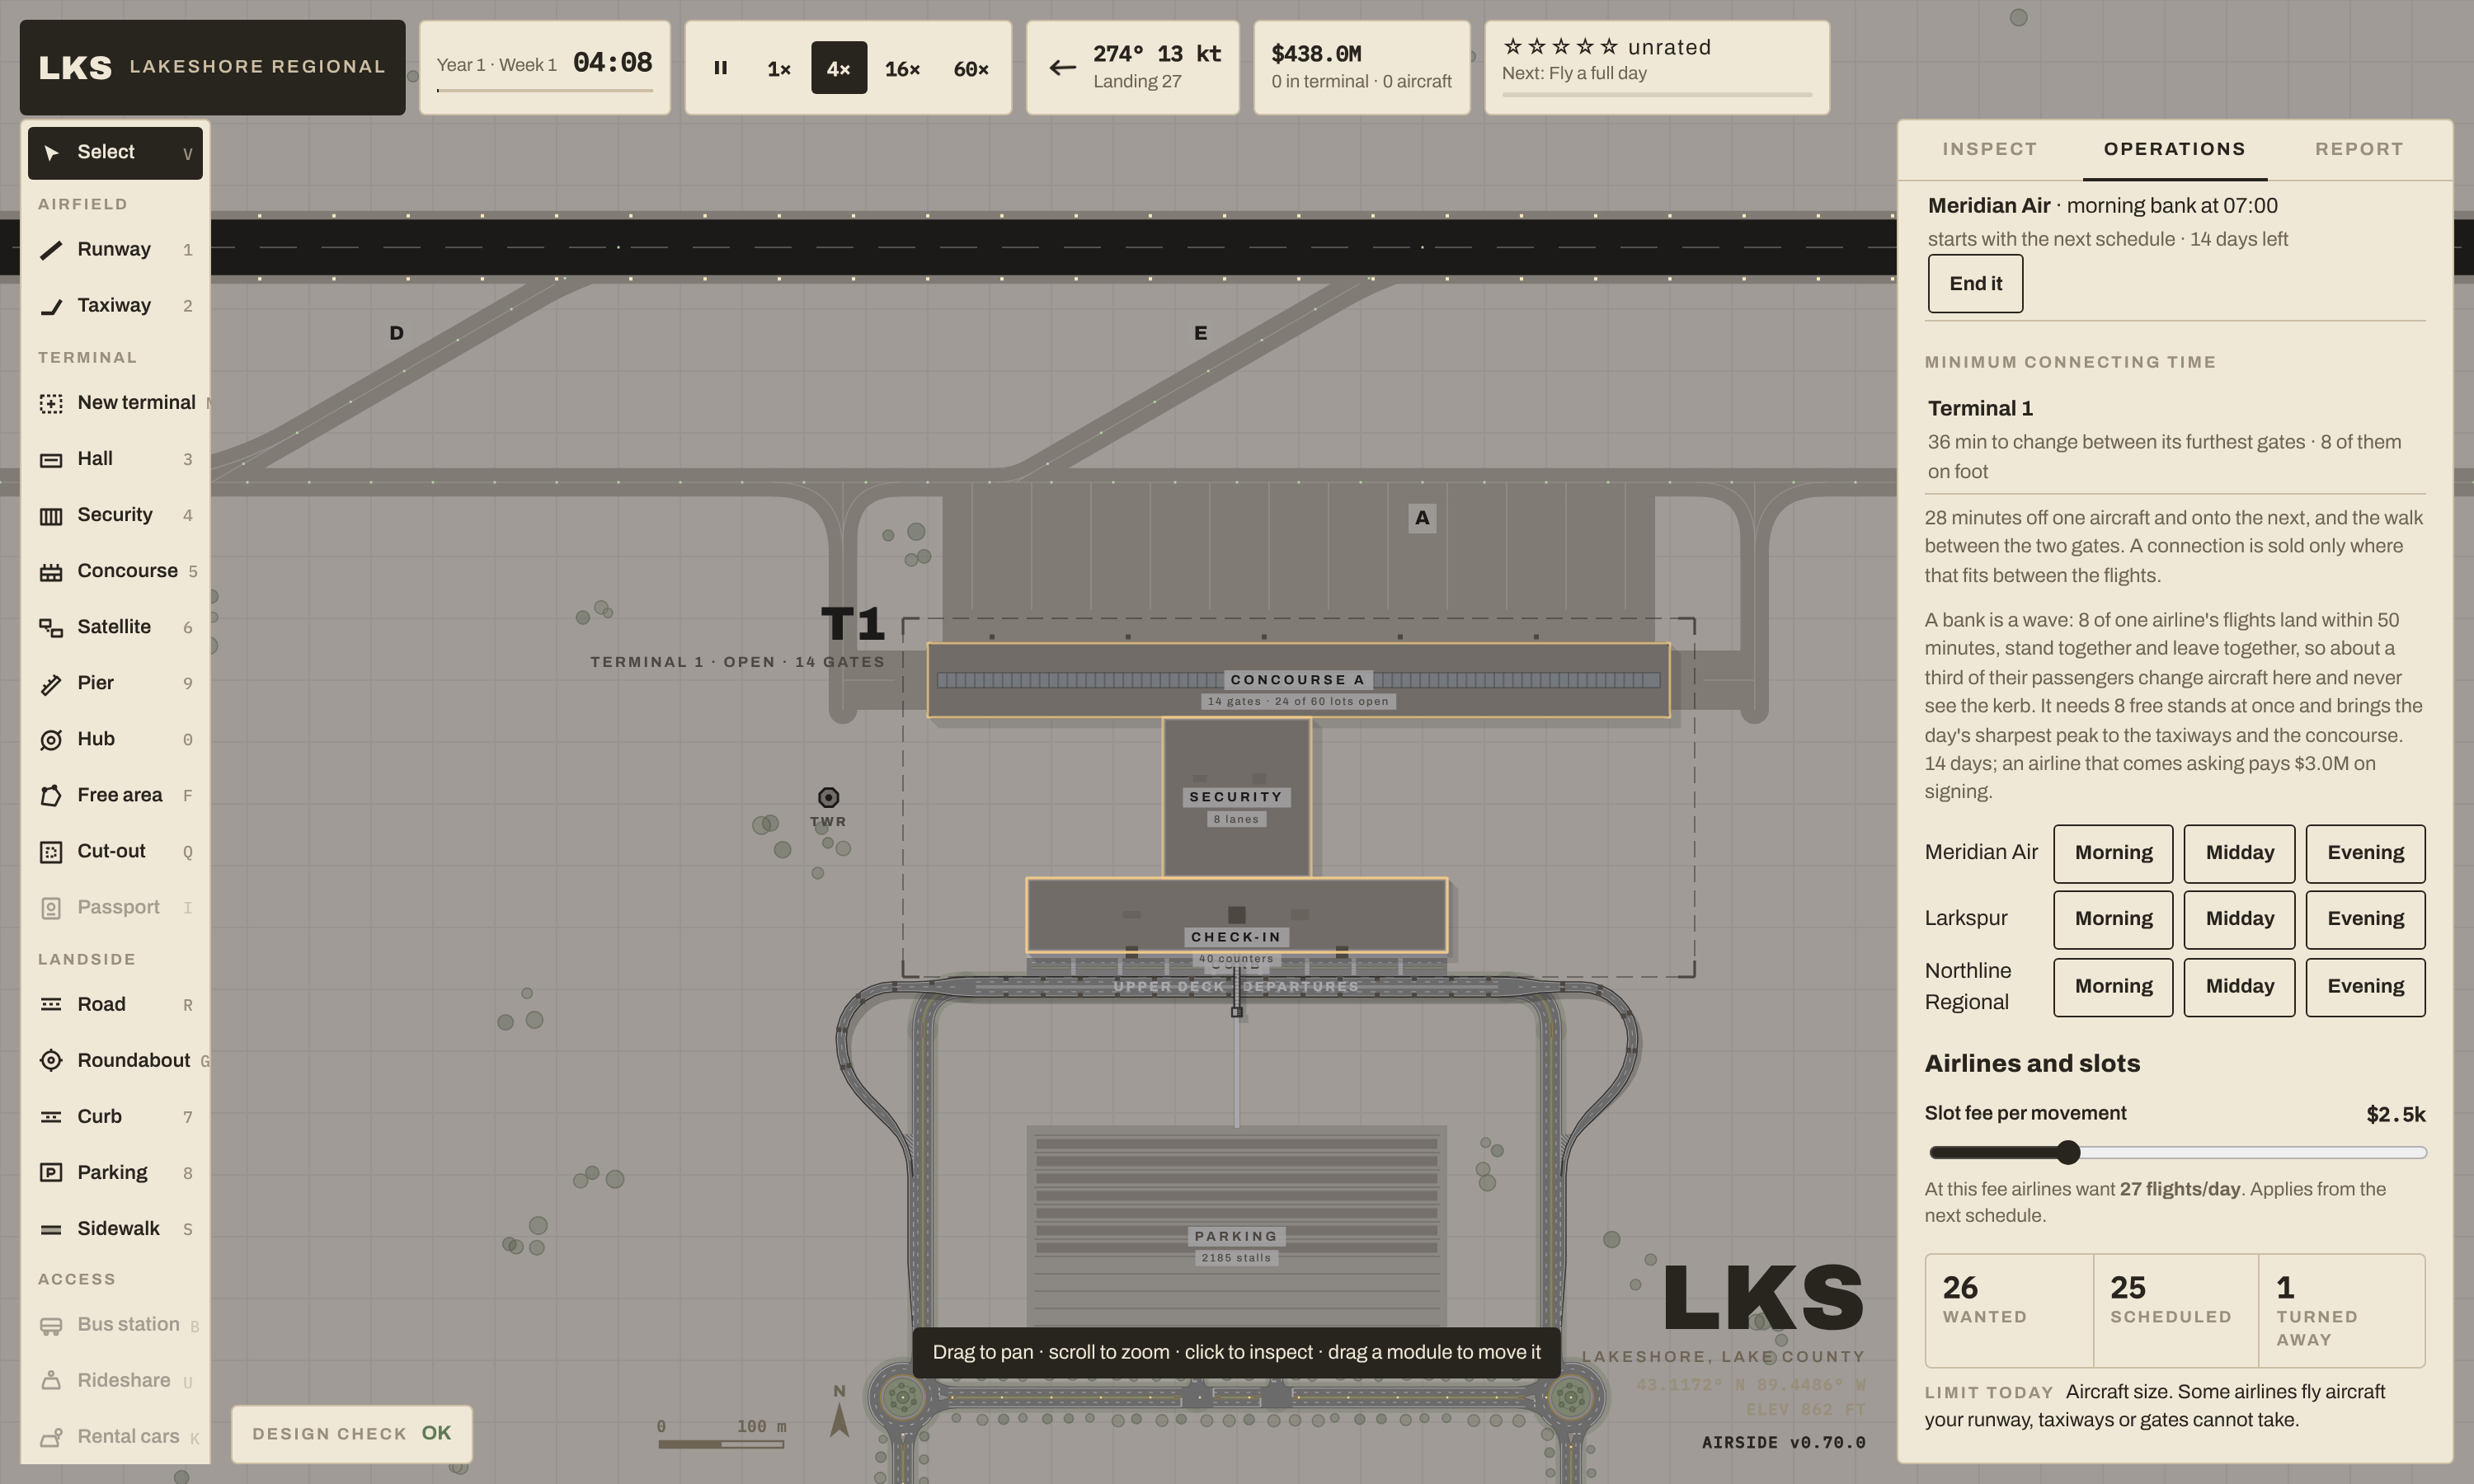 LKS LAKESHORE REGIONAL
Year 1 · Week 1 04:08
1× 4× 16× 60×
274° 13 kt
Landing 27
$438.0M
0 in terminal · 0 aircraft
☆☆☆☆☆ unrated
Next: Fly a full day
Select V
AIRFIELD
Runway 1
Taxiway 2
TERMINAL
New terminal
Hall 3
Security 4
Concourse 5
Satellite 6
Pier 9
Hub 0
Free area F
Cut-out Q
Passport I
LANDSIDE
Road R
Roundabout G
Curb 7
Parking 8
Sidewalk S
ACCESS
Bus station B
Rideshare U
Rental cars K
D
E
A
T1
TERMINAL 1 · OPEN · 14 GATES
CONCOURSE A
14 gates · 24 of 60 lots open
SECURITY
8 lanes
TWR
CHECK-IN
40 counters
UPPER DECK DEPARTURES
PARKING
2185 stalls
Drag to pan · scroll to zoom · click to inspect · drag a module to move it
DESIGN CHECK OK
0 100 m
N
LKS
LAKESHORE, LAKE COUNTY
43.1172° N 89.4486° W
ELEV 862 FT
AIRSIDE v0.70.0
INSPECT OPERATIONS REPORT
Meridian Air · morning bank at 07:00
starts with the next schedule · 14 days left
End it
MINIMUM CONNECTING TIME
Terminal 1
36 min to change between its furthest gates · 8 of them
on foot
28 minutes off one aircraft and onto the next, and the walk
between the two gates. A connection is sold only where
that fits between the flights.
A bank is a wave: 8 of one airline's flights land within 50
minutes, stand together and leave together, so about a
third of their passengers change aircraft here and never
see the kerb. It needs 8 free stands at once and brings the
day's sharpest peak to the taxiways and the concourse.
14 days; an airline that comes asking pays $3.0M on
signing.
Meridian Air Morning Midday Evening
Larkspur Morning Midday Evening
Northline
Regional Morning Midday Evening
Airlines and slots
Slot fee per movement $2.5k
At this fee airlines want 27 flights/day. Applies from the
next schedule.
26 25 1
WANTED SCHEDULED TURNED
AWAY
LIMIT TODAY Aircraft size. Some airlines fly aircraft
your runway, taxiways or gates cannot take.